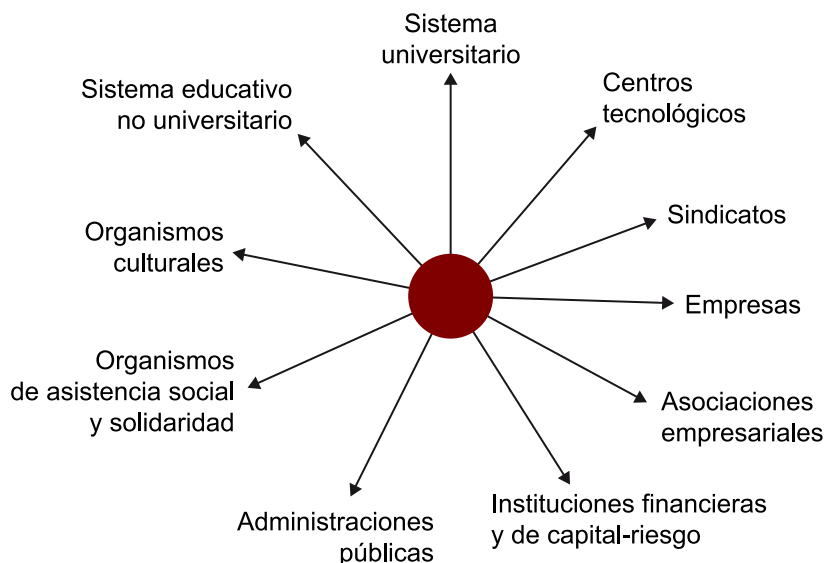 Sistema
universitario
Centros
tecnológicos
Sindicatos
Empresas
Asociaciones
empresariales
Instituciones financieras
y de capital-riesgo
Administraciones
públicas
Organismos
de asistencia social
y solidaridad
Organismos
culturales
Sistema educativo
no universitario